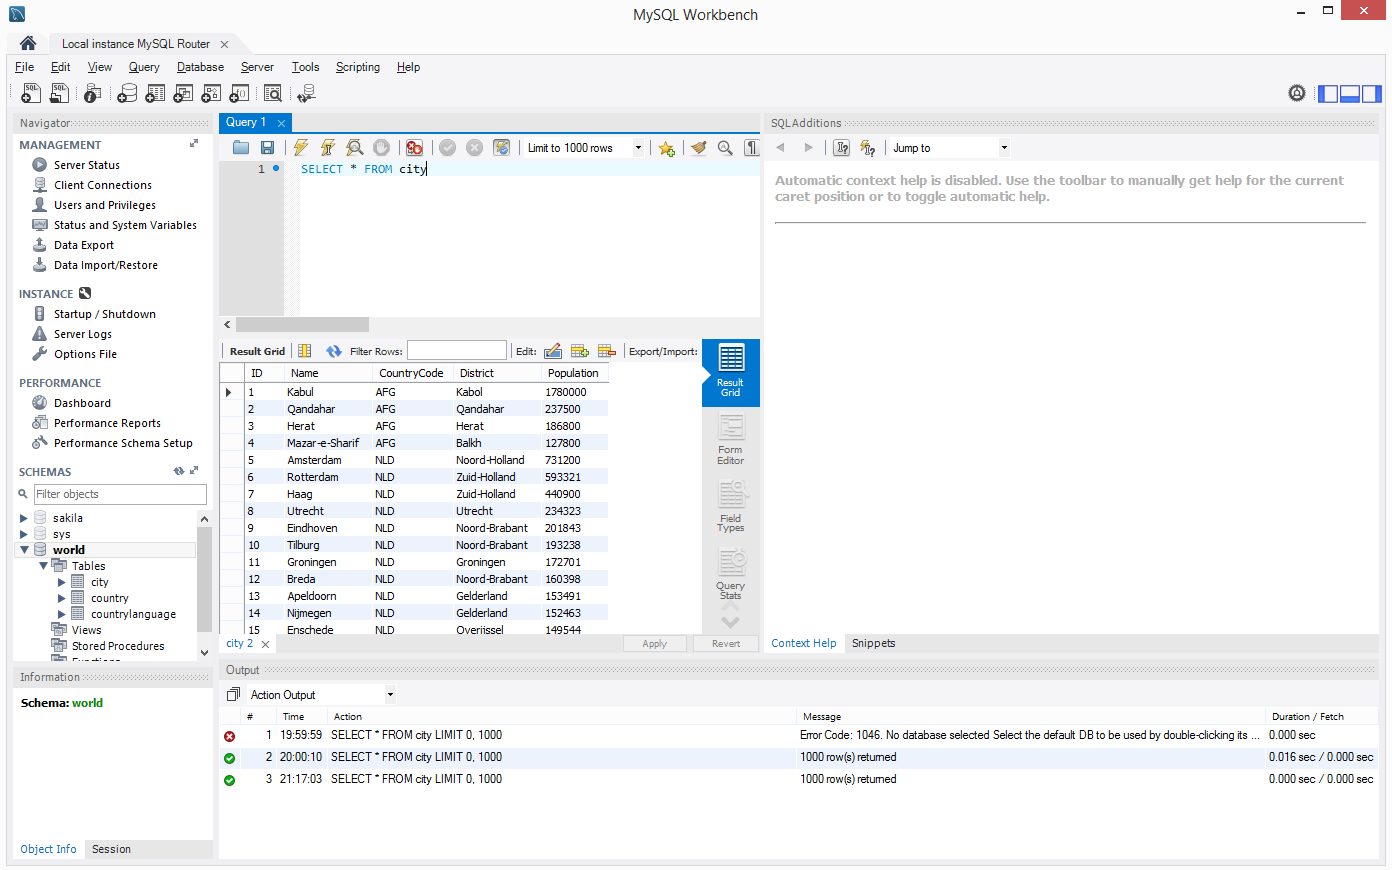 MySQL Workbench
Local instance MySQL Router
File Edit View Query Database Server Tools Scripting Help
Navigator
MANAGEMENT
Server Status
Client Connections
Users and Privileges
Status and System Variables
Data Export
Data Import/Restore
INSTANCE
Startup / Shutdown
Server Logs
Options File
PERFORMANCE
Dashboard
Performance Reports
Performance Schema Setup
SCHEMAS
Filter objects
sakila
sys
world
Tables
city
country
countrylanguage
Views
Stored Procedures
Functions
Information
Schema: world
Object Info Session
Query 1
Limit to 1000 rows
1 SELECT * FROM city
Result Grid Filter Rows: Edit: Export/Import:
ID Name CountryCode District Population
1 Kabul AFG Kabol 1780000
2 Qandahar AFG Qandahar 237500
3 Herat AFG Herat 186800
4 Mazar-e-Sharif AFG Balkh 127800
5 Amsterdam NLD Noord-Holland 731200
6 Rotterdam NLD Zuid-Holland 593321
7 Haag NLD Zuid-Holland 440900
8 Utrecht NLD Utrecht 234323
9 Eindhoven NLD Noord-Brabant 201843
10 Tilburg NLD Noord-Brabant 193238
11 Groningen NLD Groningen 172701
12 Breda NLD Noord-Brabant 160398
13 Apeldoorn NLD Gelderland 153491
14 Nijmegen NLD Gelderland 152463
15 Enschede NLD Overijssel 149544
Result
Grid
Form
Editor
Field
Types
Query
Stats
city 2 Apply Revert
SQLAdditions
Jump to
Automatic context help is disabled. Use the toolbar to manually get help for the current
caret position or to toggle automatic help.
Context Help Snippets
Output
Action Output
# Time Action Message Duration / Fetch
1 19:59:59 SELECT * FROM city LIMIT 0, 1000 Error Code: 1046. No database selected Select the default DB to be used by double-clicking its ... 0.000 sec
2 20:00:10 SELECT * FROM city LIMIT 0, 1000 1000 row(s) returned 0.016 sec / 0.000 sec
3 21:17:03 SELECT * FROM city LIMIT 0, 1000 1000 row(s) returned 0.000 sec / 0.000 sec